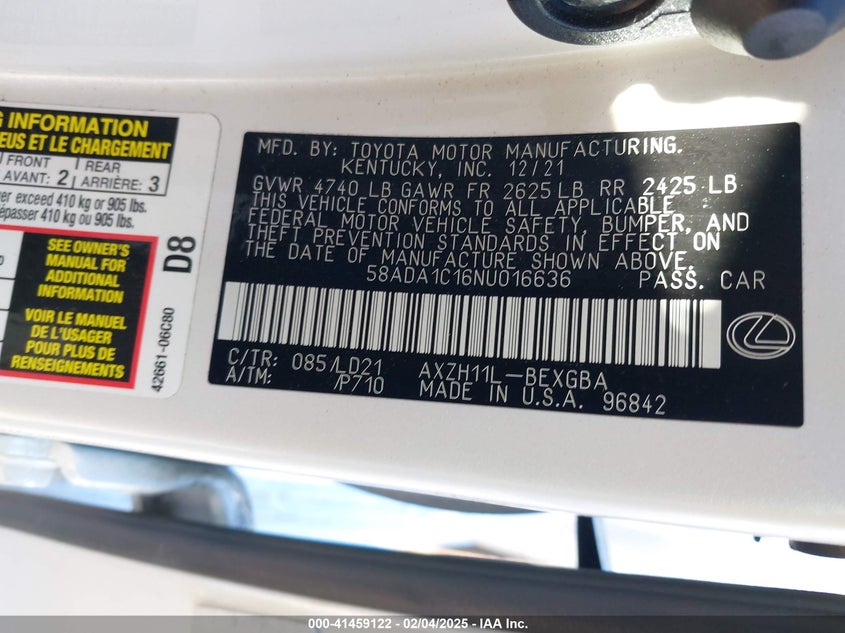 G INFORMATION
EUS ET LE CHARGEMENT
FRONT
AVANT: 2
REAR
ARRIÈRE: 3
er exceed 410 kg or 905 lbs.
épasser 410 kg ou 905 lbs.
SEE OWNER'S
MANUAL FOR
ADDITIONAL
INFORMATION
VOIR LE MANUEL
DE L'USAGER
POUR PLUS DE
RENSEIGNEMENTS
D8
42661-06C80
MFD. BY: TOYOTA MOTOR MANUFACTURING.
KENTUCKY, INC. 12/21
GVWR 4740 LB GAWR FR 2625 LB RR 2425 LB
THIS VEHICLE CONFORMS TO ALL APPLICABLE
FEDERAL MOTOR VEHICLE SAFETY, BUMPER, AND
THEFT PREVENTION STANDARDS IN EFFECT ON
THE DATE OF MANUFACTURE SHOWN ABOVE.
58ADA1C16NU016636 PASS. CAR
C/TR: 085/LD21 AXZH11L-BEXGBA
A/TM: /P710 MADE IN U.S.A. 96842
000-41459122 - 02/04/2025 - IAA Inc.